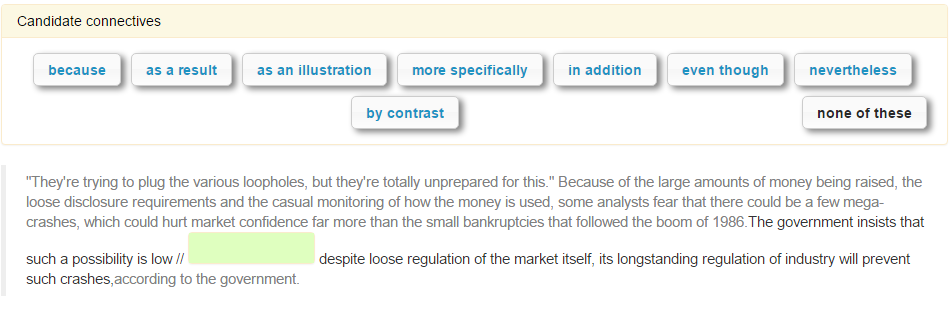 Candidate connectives
because as a result as an illustration more specifically in addition even though nevertheless
by contrast none of these
"They're trying to plug the various loopholes, but they're totally unprepared for this." Because of the large amounts of money being raised, the
loose disclosure requirements and the casual monitoring of how the money is used, some analysts fear that there could be a few mega-
crashes, which could hurt market confidence far more than the small bankruptcies that followed the boom of 1986.The government insists that
such a possibility is low // despite loose regulation of the market itself, its longstanding regulation of industry will prevent
such crashes,according to the government.